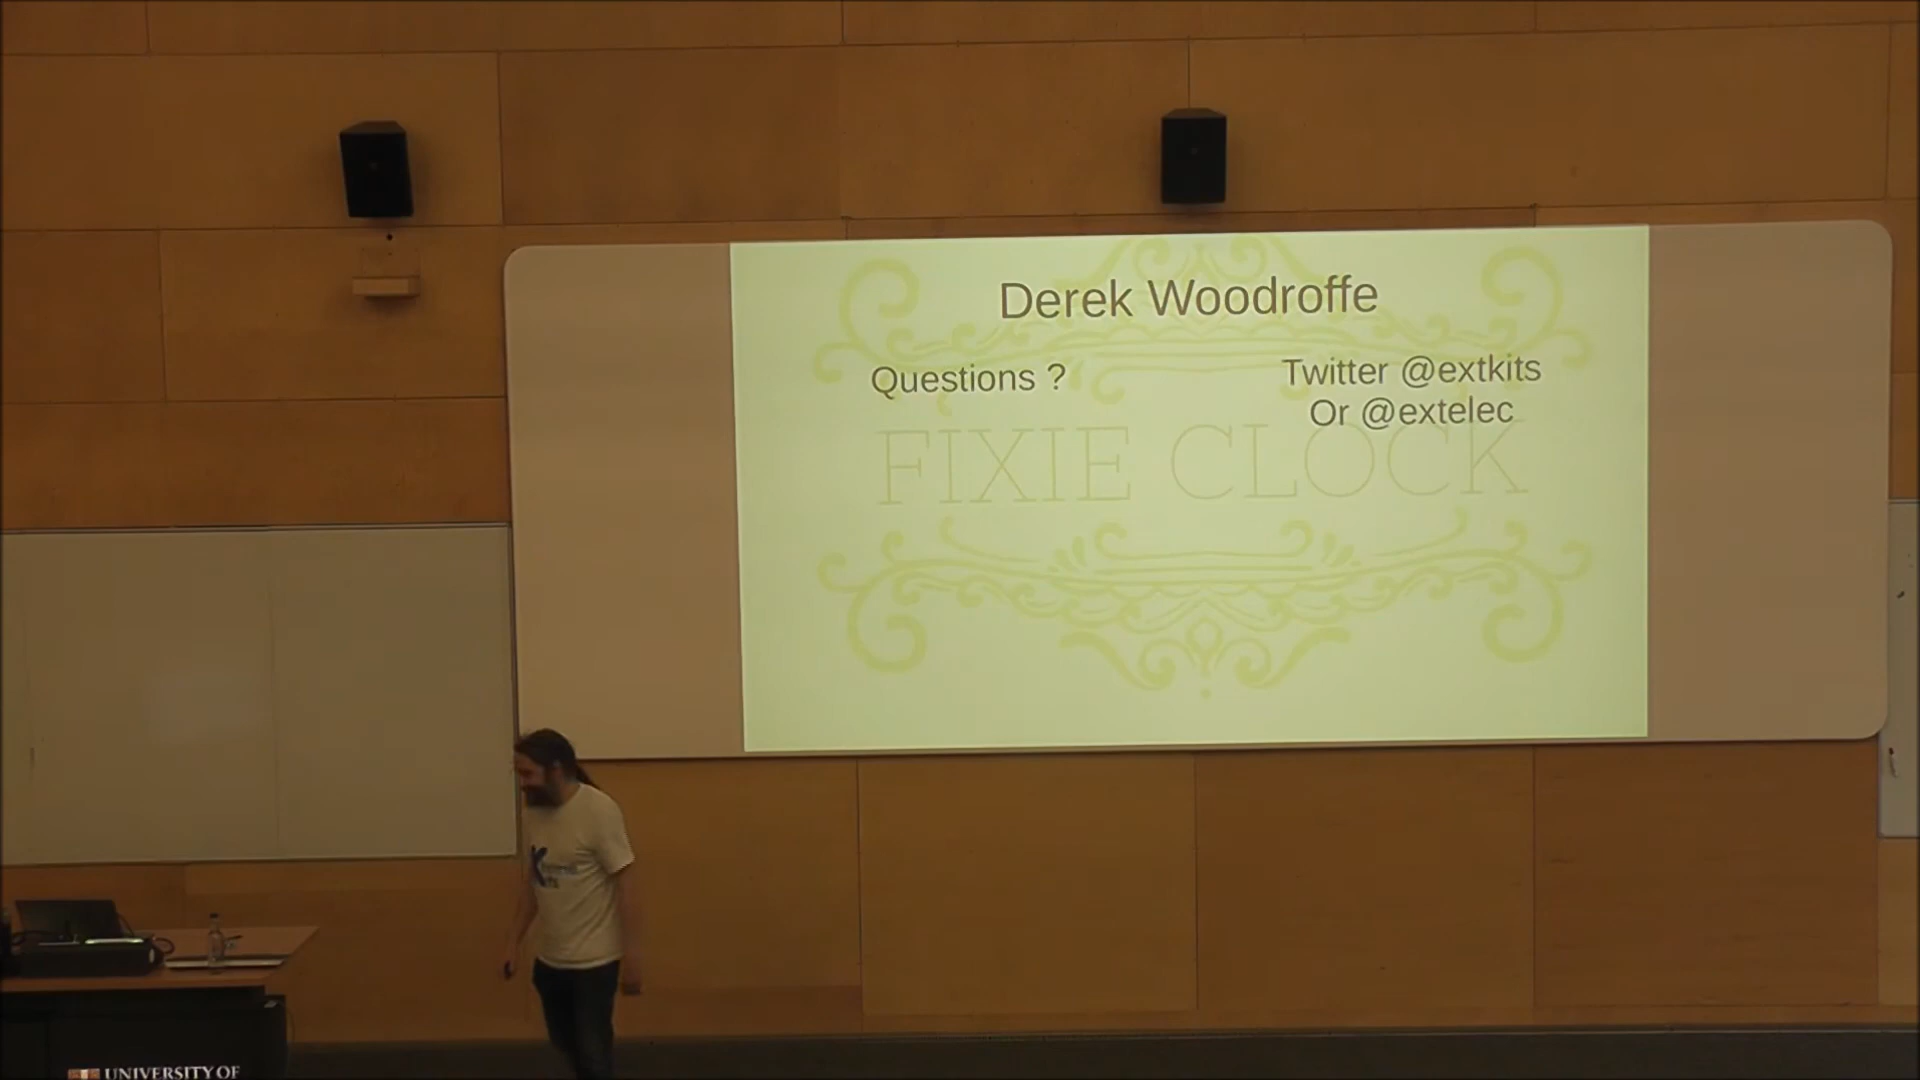 Derek Woodroffe
Questions ?
Twitter @extkits
Or @extelec
FIXIE CLOCK
UNIVERSITY OF